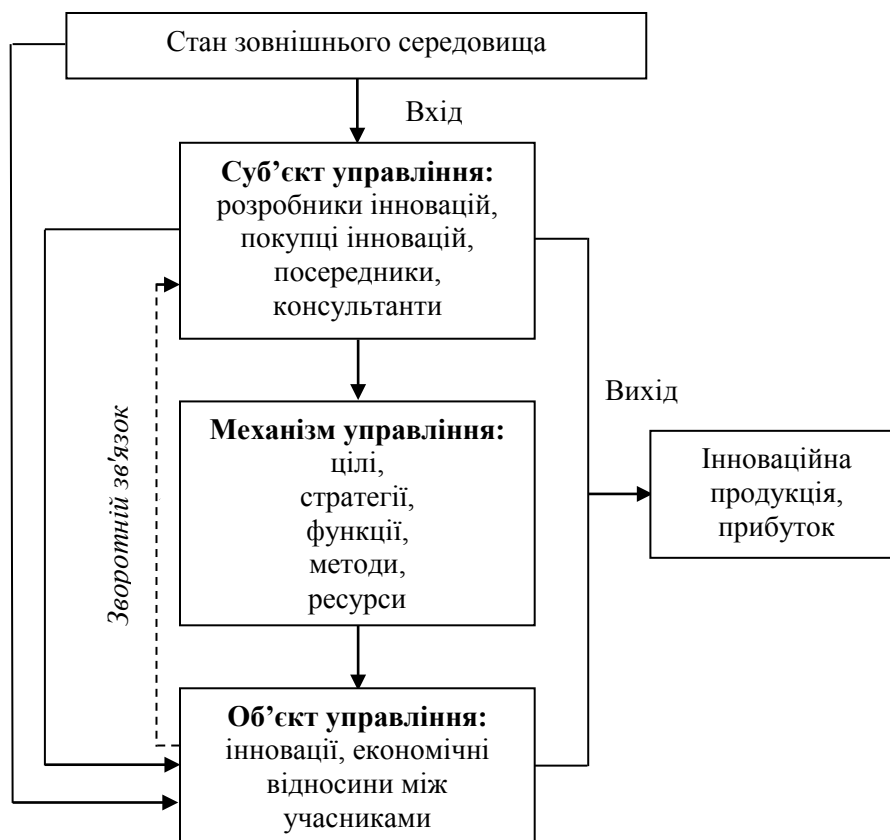 Стан зовнішнього середовища
Вхід
Суб’єкт управління:
розробники інновацій,
покупці інновацій,
посередники,
консультанти
Зворотній зв'язок
Механізм управління:
цілі,
стратегії,
функції,
методи,
ресурси
Вихід
Інноваційна
продукція,
прибуток
Об’єкт управління:
інновації, економічні
відносини між
учасниками